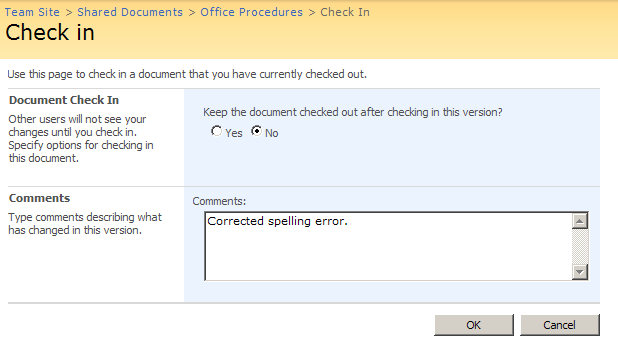 Team Site > Shared Documents > Office Procedures > Check In
Check in
Use this page to check in a document that you have currently checked out.
Document Check In
Other users will not see your
changes until you check in.
Specify options for checking in
this document.
Keep the document checked out after checking in this version?
Yes No
Comments
Type comments describing what
has changed in this version.
Comments:
Corrected spelling error.
OK Cancel